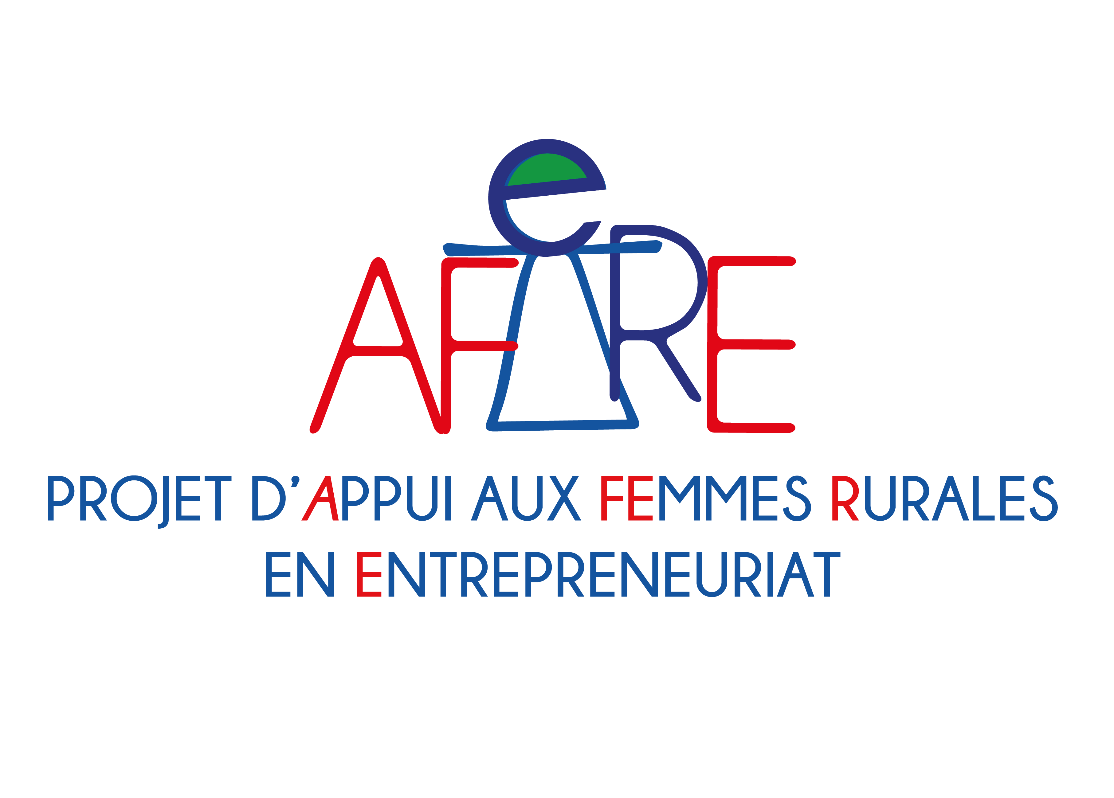 AFeRE
PROJET D'APPUI AUX FEMMES RURALES
EN ENTREPRENEURIAT